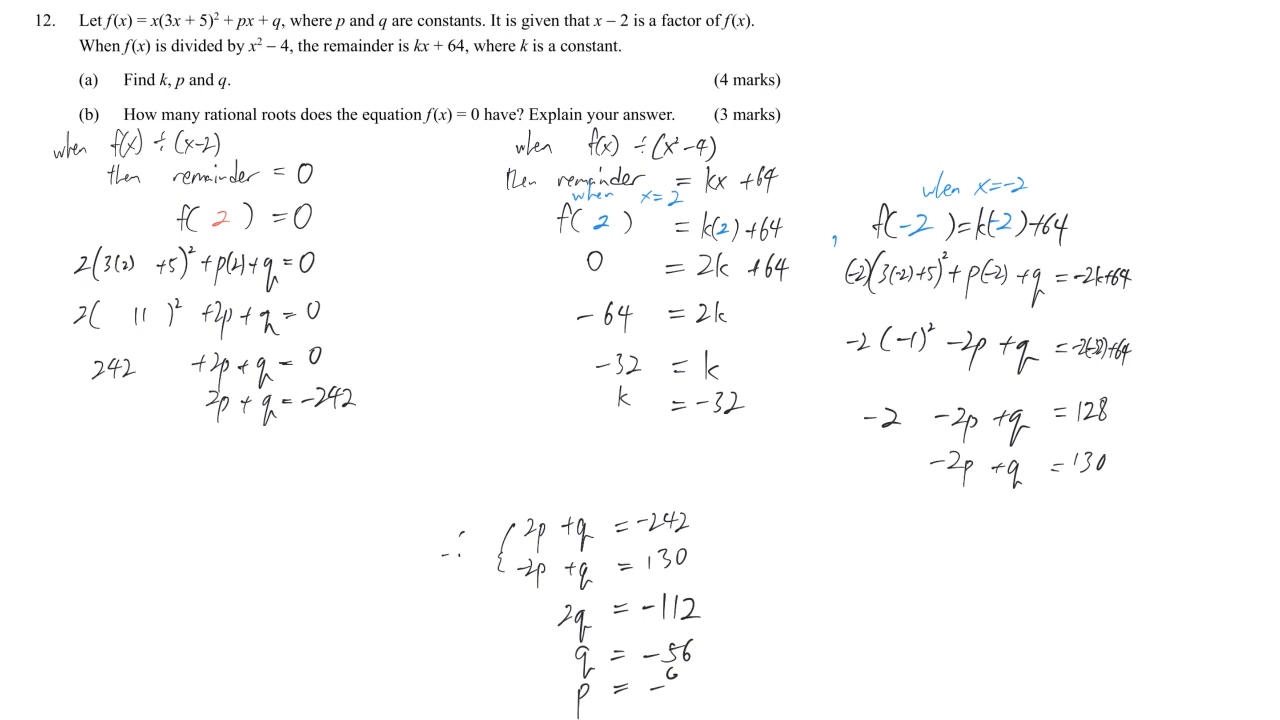 12. Let f(x) = x(3x + 5)² + px + q, where p and q are constants. It is given that x – 2 is a factor of f(x).
When f(x) is divided by x² – 4, the remainder is kx + 64, where k is a constant.
(a) Find k, p and q. (4 marks)
(b) How many rational roots does the equation f(x) = 0 have? Explain your answer. (3 marks)
when f(x) ÷ (x-2)
then remainder = 0
f( 2 ) = 0
2(3(2) +5)² + p(2) + q = 0
2( 11 )² + 2p + q = 0
242 + 2p + q = 0
2p + q = -242
when f(x) ÷ (x²-4)
then remainder = kx + 64
when x=2
f( 2 ) = k(2) + 64
0 = 2k + 64
-64 = 2k
-32 = k
k = -32
when x=-2
, f(-2) = k(-2)+64
(-2)(3(-2)+5)² + p(-2) + q = -2k+64
-2(-1)² -2p + q = -2(-32)+64
-2 -2p + q = 128
-2p + q = 130
∴ { 2p + q = -242
-2p + q = 130
2q = -112
q = -56
p = -